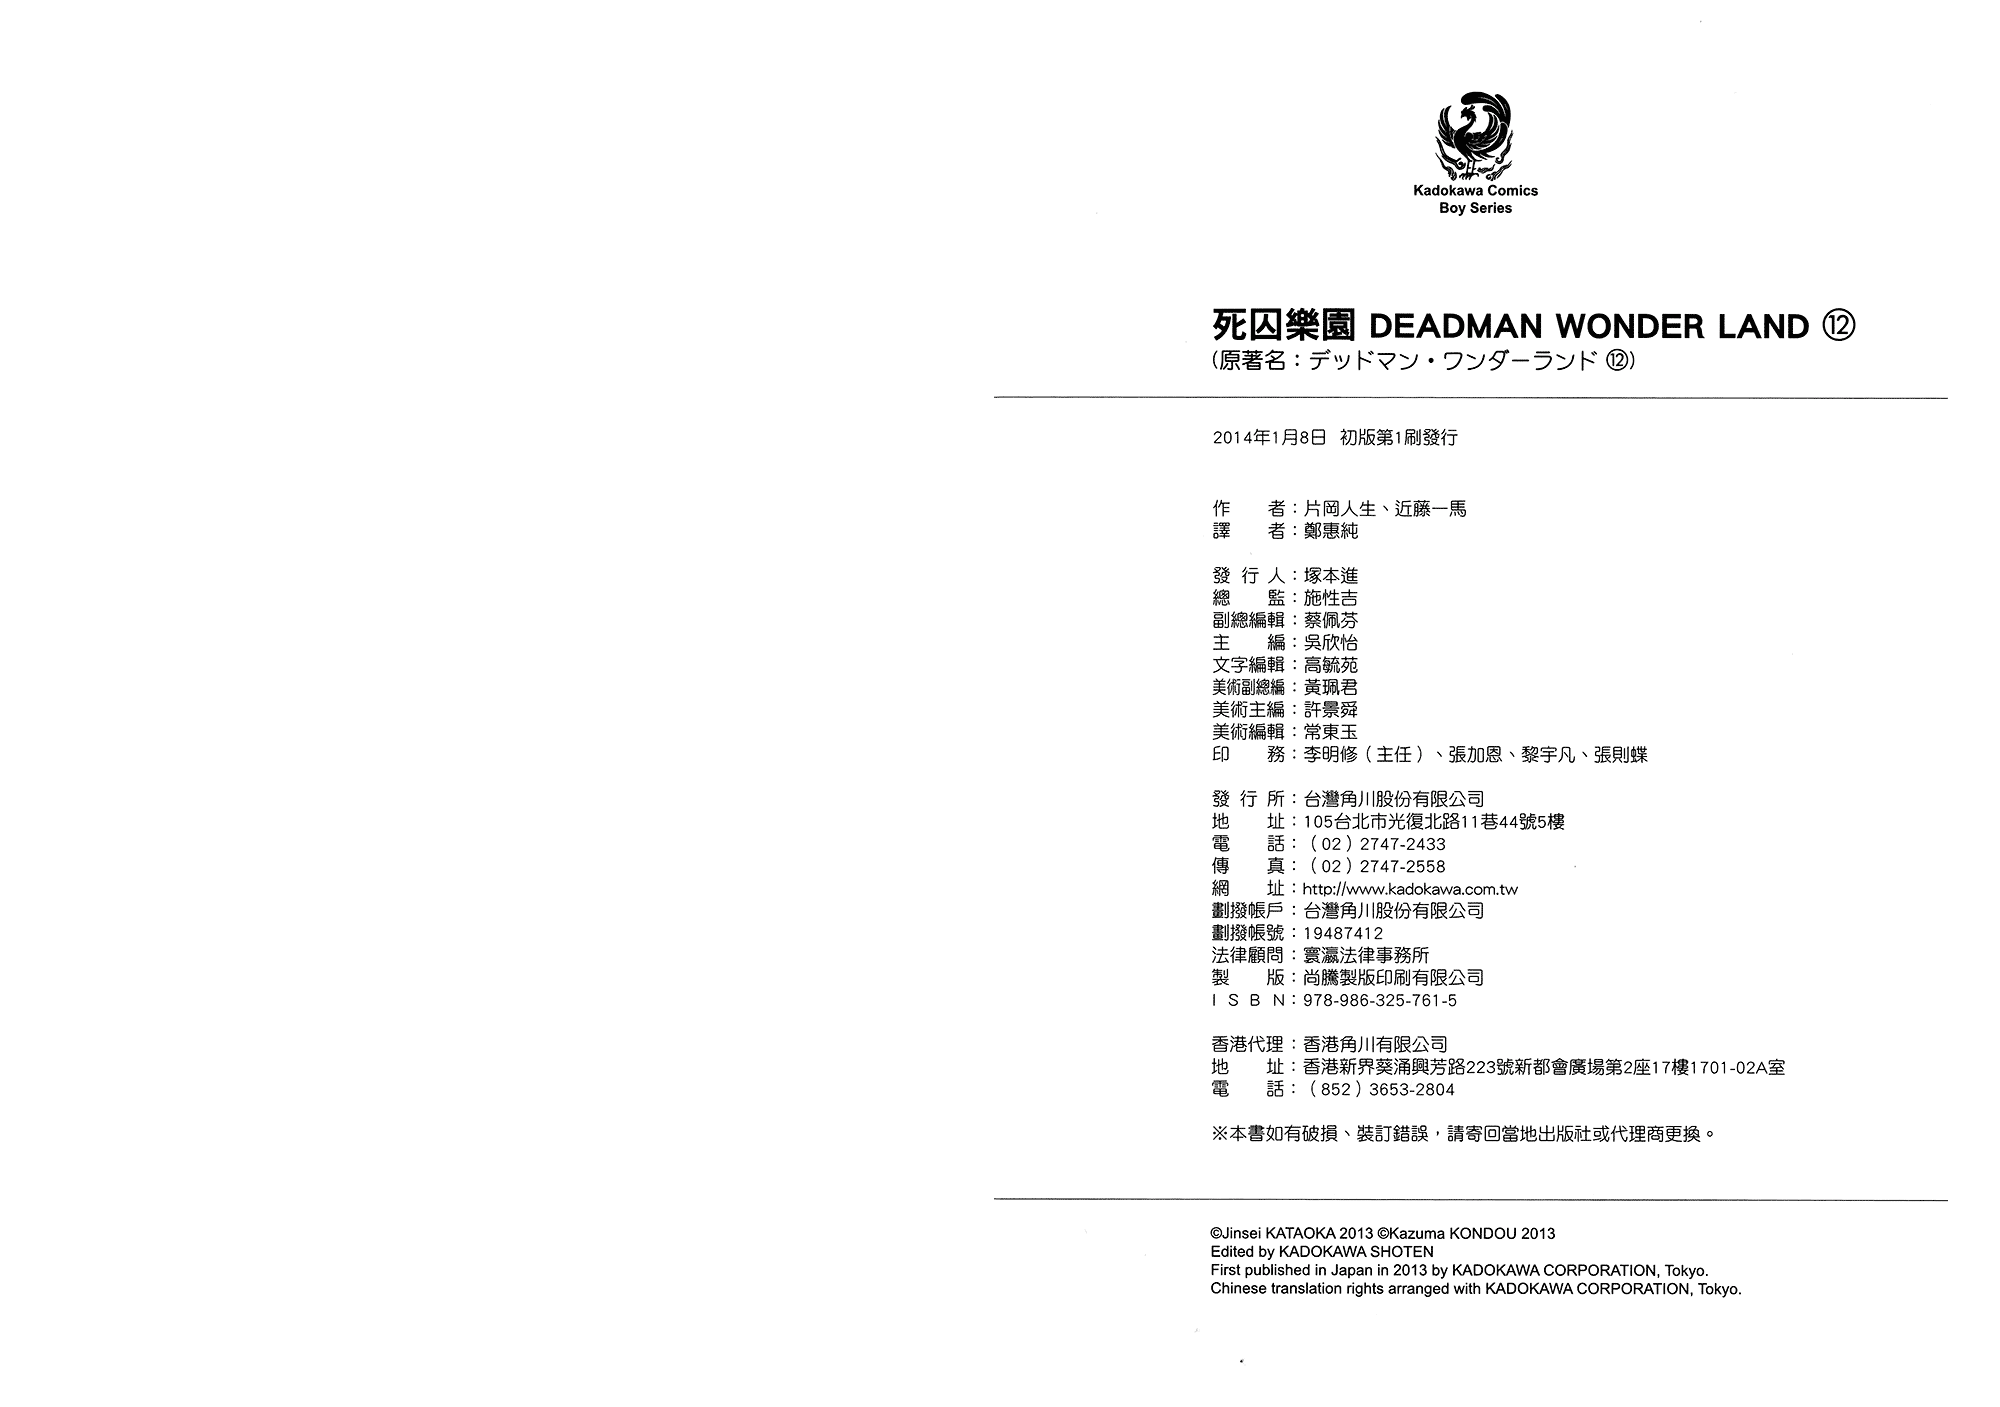 Kadokawa Comics
Boy Series
死囚樂園 DEADMAN WONDER LAND ⑫
(原著名：デッドマン・ワンダーランド ⑫)
2014年1月8日 初版第1刷發行
作　　者：片岡人生、近藤一馬
譯　　者：鄭惠純
發 行 人：塚本進
總　　監：施性吉
副總編輯：蔡佩芬
主　　編：吳欣怡
文字編輯：高毓苑
美術副總編：黃珮君
美術主編：許景舜
美術編輯：常東玉
印　　務：李明修（主任）、張加恩、黎宇凡、張則蝶
發 行 所：台灣角川股份有限公司
地　　址：105台北市光復北路11巷44號5樓
電　　話：（02）2747-2433
傳　　真：（02）2747-2558
網　　址：http://www.kadokawa.com.tw
劃撥帳戶：台灣角川股份有限公司
劃撥帳號：19487412
法律顧問：寰瀛法律事務所
製　　版：尚騰製版印刷有限公司
I S B N：978-986-325-761-5
香港代理：香港角川有限公司
地　　址：香港新界葵涌興芳路223號新都會廣場第2座17樓1701-02A室
電　　話：（852）3653-2804
※本書如有破損、裝訂錯誤，請寄回當地出版社或代理商更換。
©Jinsei KATAOKA 2013 ©Kazuma KONDOU 2013
Edited by KADOKAWA SHOTEN
First published in Japan in 2013 by KADOKAWA CORPORATION, Tokyo.
Chinese translation rights arranged with KADOKAWA CORPORATION, Tokyo.